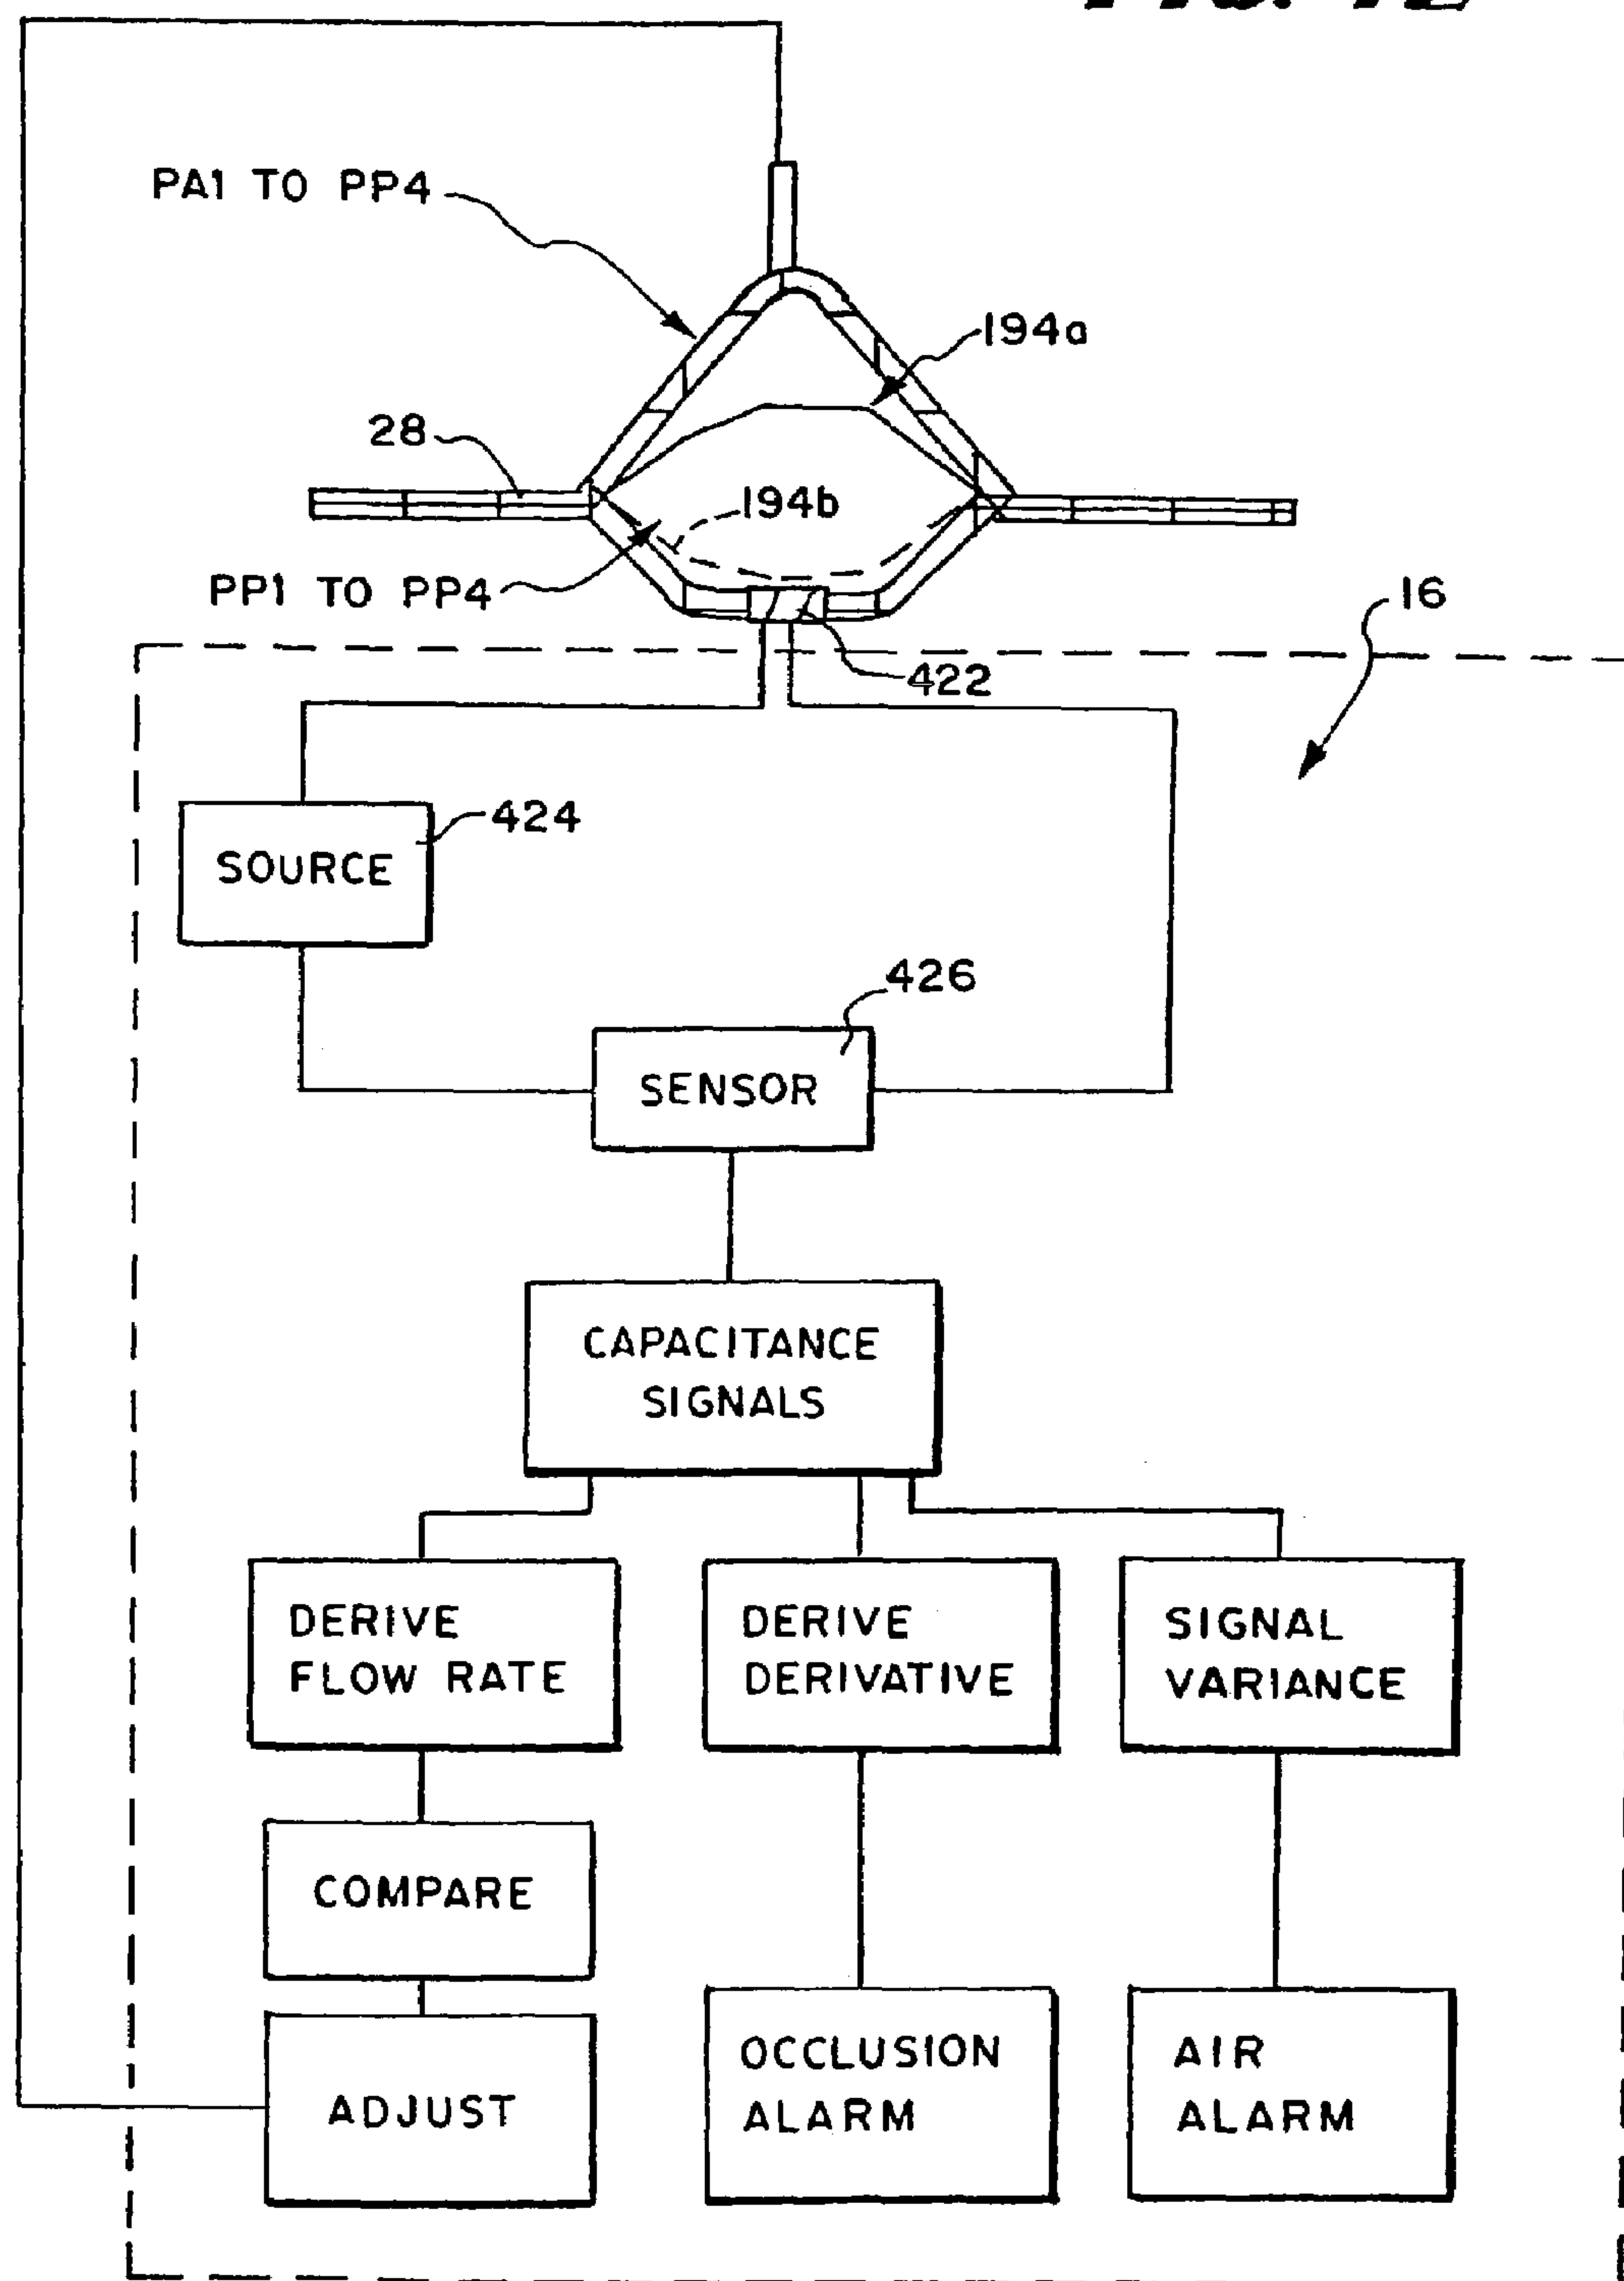 PA1 TO PP4
194a
28
194b
PP1 TO PP4
16
422
424
SOURCE
426
SENSOR
CAPACITANCE
SIGNALS
DERIVE
FLOW RATE
DERIVE
DERIVATIVE
SIGNAL
VARIANCE
COMPARE
ADJUST
OCCLUSION
ALARM
AIR
ALARM